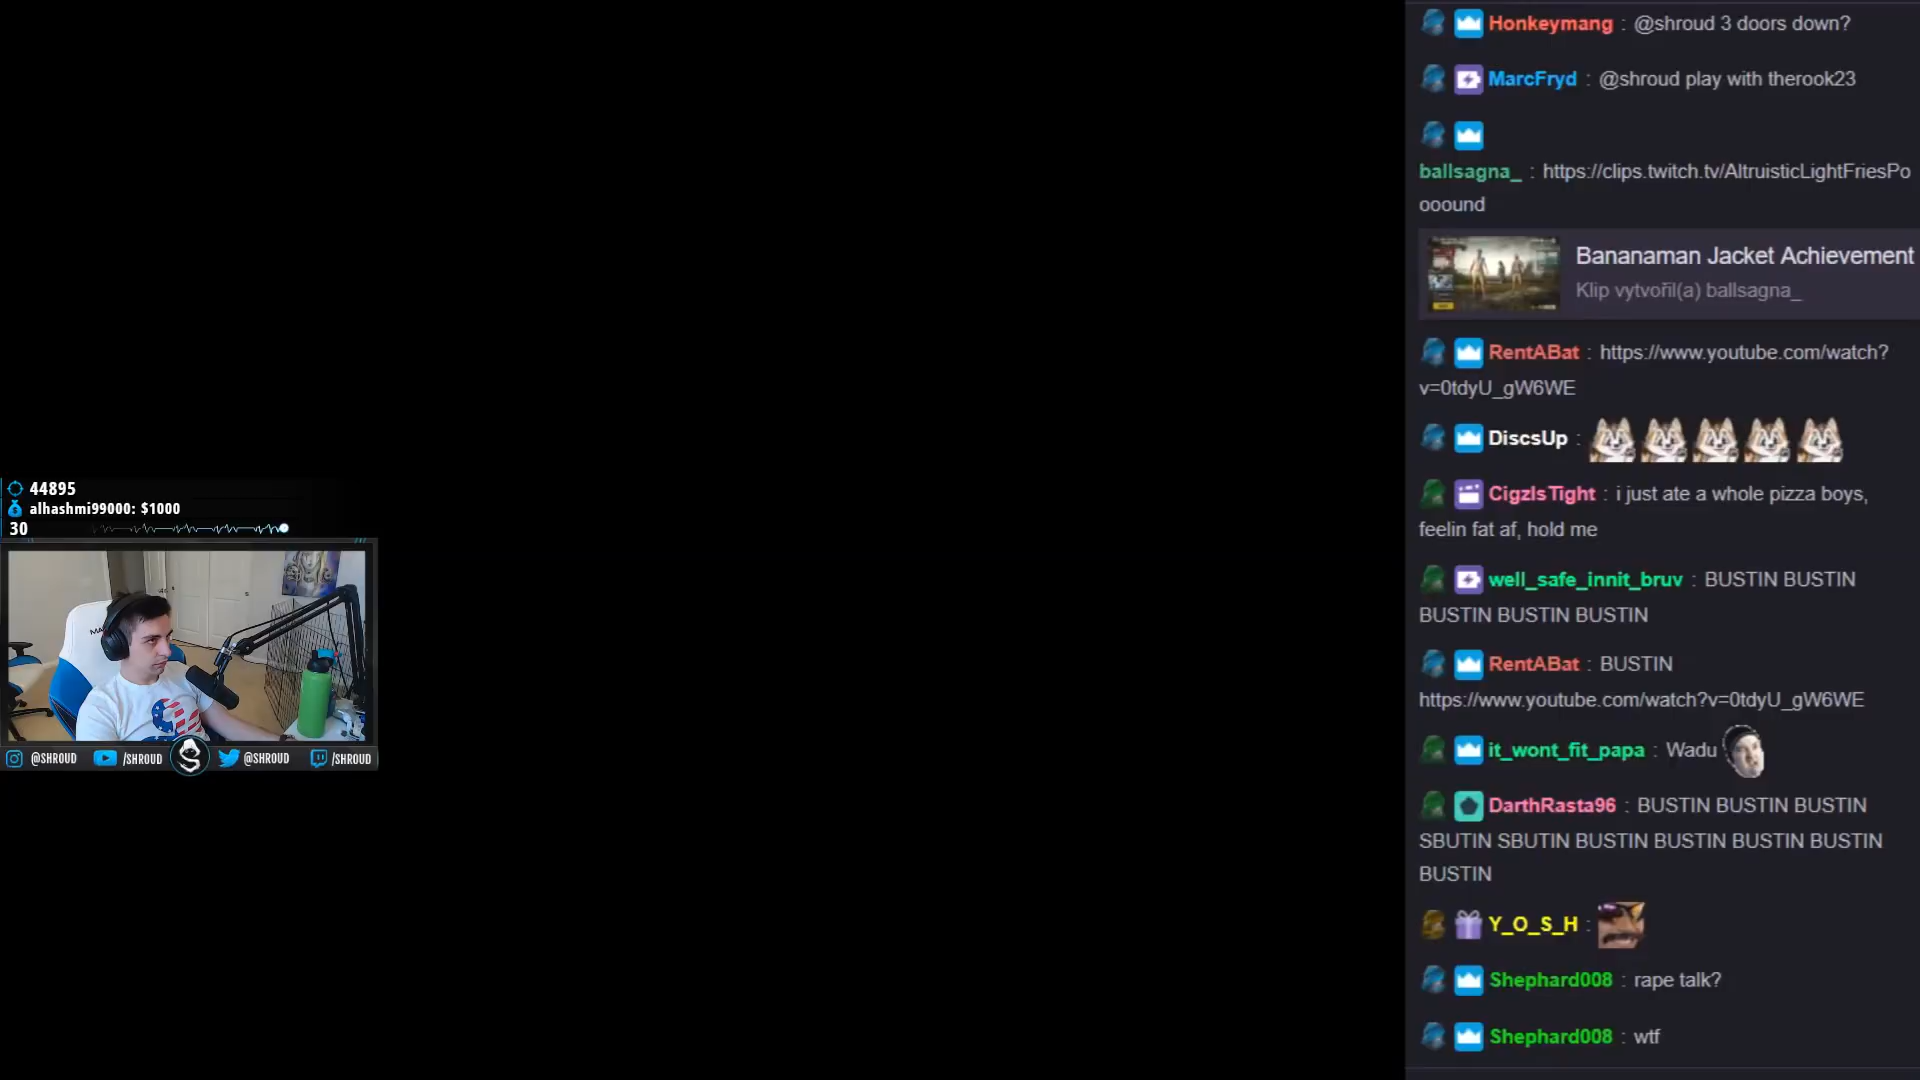 44895
alhashmi99000: $1000
30
@SHROUD /SHROUD @SHROUD /SHROUD
Honkeymang : @shroud 3 doors down?
MarcFryd : @shroud play with therook23
ballsagna_ : https://clips.twitch.tv/AltruisticLightFriesPo
ooound
Bananaman Jacket Achievement
Klip vytvořil(a) ballsagna_
RentABat : https://www.youtube.com/watch?
v=0tdyU_gW6WE
DiscsUp :
CigzIsTight : i just ate a whole pizza boys,
feelin fat af, hold me
well_safe_innit_bruv : BUSTIN BUSTIN
BUSTIN BUSTIN BUSTIN
RentABat : BUSTIN
https://www.youtube.com/watch?v=0tdyU_gW6WE
it_wont_fit_papa : Wadu
DarthRasta96 : BUSTIN BUSTIN BUSTIN
SBUTIN SBUTIN BUSTIN BUSTIN BUSTIN BUSTIN
BUSTIN
Y_O_S_H :
Shephard008 : rape talk?
Shephard008 : wtf